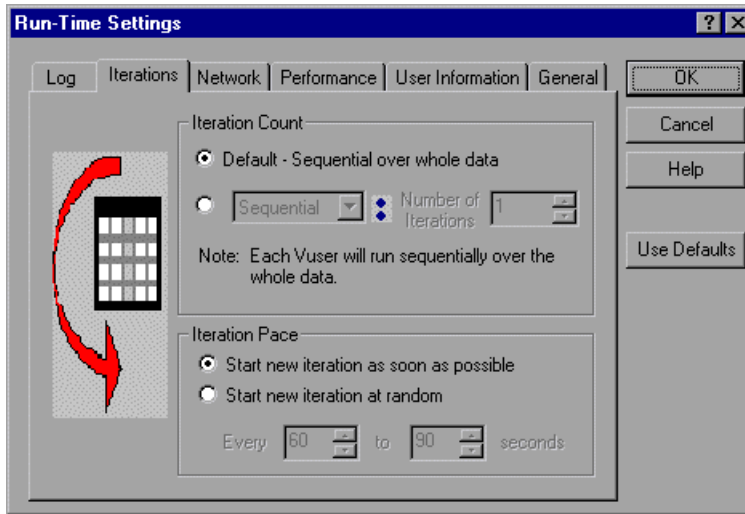 Run-Time Settings
Log
Iterations
Network
Performance
User Information
General
OK
Cancel
Help
Use Defaults
Iteration Count
Default - Sequential over whole data
Sequential
Number of
Iterations
1
Note: Each Vuser will run sequentially over the
whole data.
Iteration Pace
Start new iteration as soon as possible
Start new iteration at random
Every 60 to 90 seconds